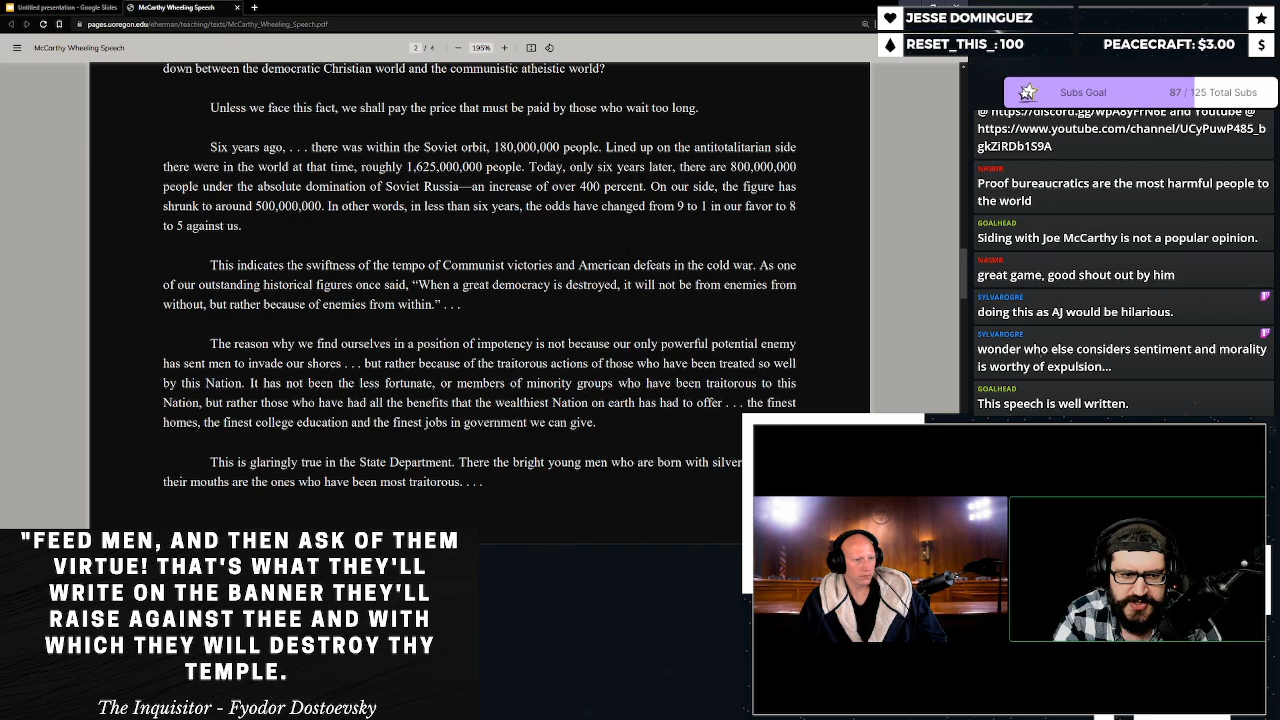 Untitled presentation - Google Slides
McCarthy_Wheeling_Speech.pdf
pages.uoregon.edu/eherman/teaching/texts/McCarthy_Wheeling_Speech.pdf
McCarthy Wheeling Speech
2 / 4
195%
down between the democratic Christian world and the communistic atheistic world?
Unless we face this fact, we shall pay the price that must be paid by those who wait too long.
Six years ago, . . . there was within the Soviet orbit, 180,000,000 people. Lined up on the antitotalitarian side
there were in the world at that time, roughly 1,625,000,000 people. Today, only six years later, there are 800,000,000
people under the absolute domination of Soviet Russia—an increase of over 400 percent. On our side, the figure has
shrunk to around 500,000,000. In other words, in less than six years, the odds have changed from 9 to 1 in our favor to 8
to 5 against us.
This indicates the swiftness of the tempo of Communist victories and American defeats in the cold war. As one
of our outstanding historical figures once said, “When a great democracy is destroyed, it will not be from enemies from
without, but rather because of enemies from within.” . . .
The reason why we find ourselves in a position of impotency is not because our only powerful potential enemy
has sent men to invade our shores . . . but rather because of the traitorous actions of those who have been treated so well
by this Nation. It has not been the less fortunate, or members of minority groups who have been traitorous to this
Nation, but rather those who have had all the benefits that the wealthiest Nation on earth has had to offer . . . the finest
homes, the finest college education and the finest jobs in government we can give.
This is glaringly true in the State Department. There the bright young men who are born with silver
their mouths are the ones who have been most traitorous. . . .
"FEED MEN, AND THEN ASK OF THEM
VIRTUE! THAT'S WHAT THEY'LL
WRITE ON THE BANNER THEY'LL
RAISE AGAINST THEE AND WITH
WHICH THEY WILL DESTROY THY
TEMPLE.
The Inquisitor - Fyodor Dostoevsky
JESSE DOMINGUEZ
RESET_THIS_: 100
PEACECRAFT: $3.00
$
Subs Goal
87 / 125 Total Subs
@ https://discord.gg/wpA8yFrN6E and Youtube @
https://www.youtube.com/channel/UCyPuwP485_b
gkZiRDb1S9A
NASMR
Proof bureaucratics are the most harmful people to
the world
GOALHEAD
Siding with Joe McCarthy is not a popular opinion.
NASMR
great game, good shout out by him
SYLVAROGRE
doing this as AJ would be hilarious.
SYLVAROGRE
wonder who else considers sentiment and morality
is worthy of expulsion...
GOALHEAD
This speech is well written.